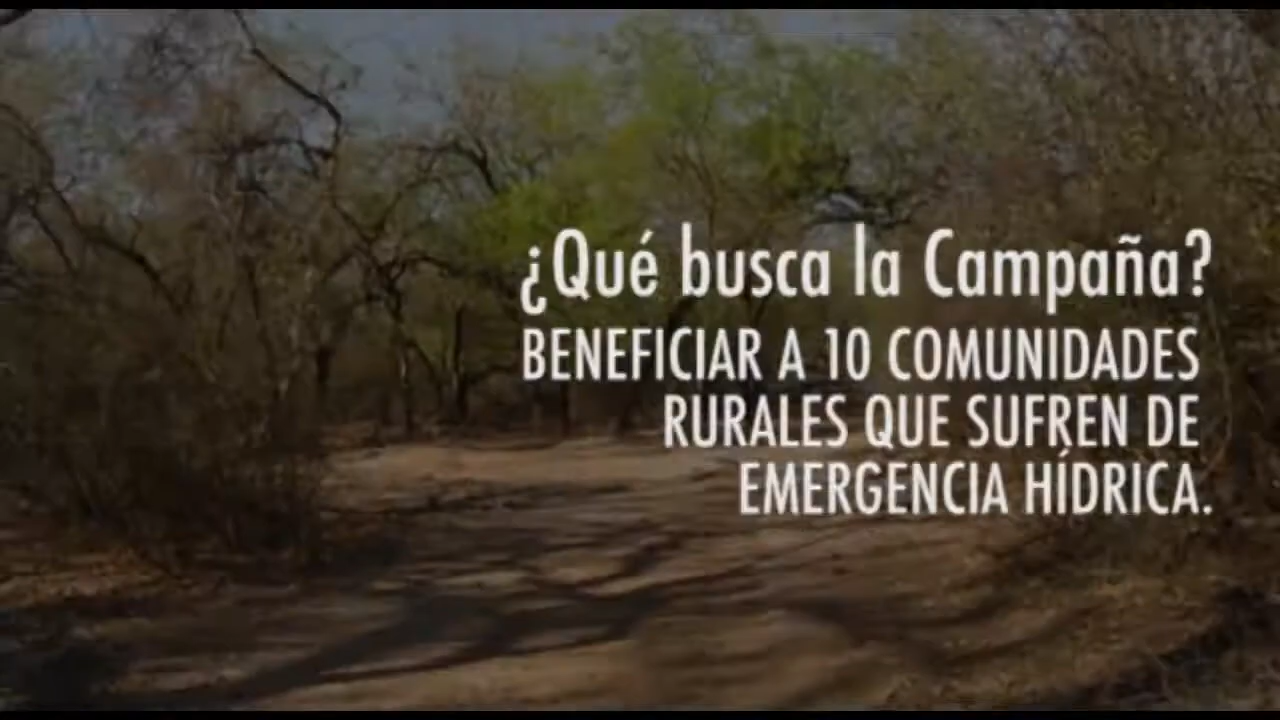 ¿Qué busca la Campaña?
BENEFICIAR A 10 COMUNIDADES
RURALES QUE SUFREN DE
EMERGENCIA HÍDRICA.